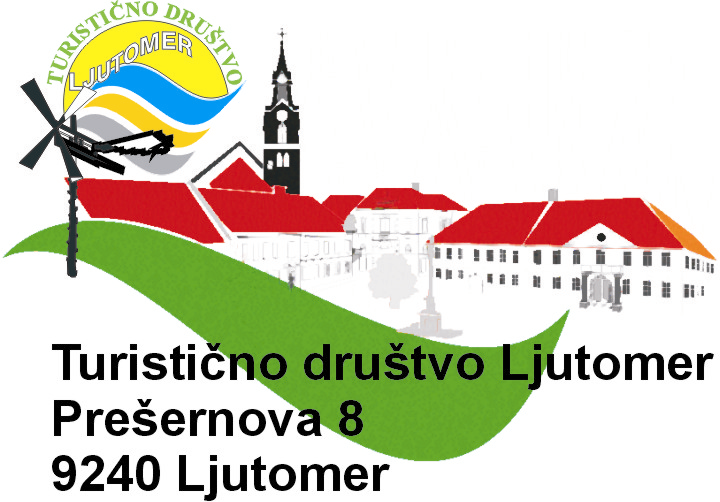 TURISTIČNO DRUŠTVO
LJUTOMER
Turistično društvo Ljutomer
Prešernova 8
9240 Ljutomer